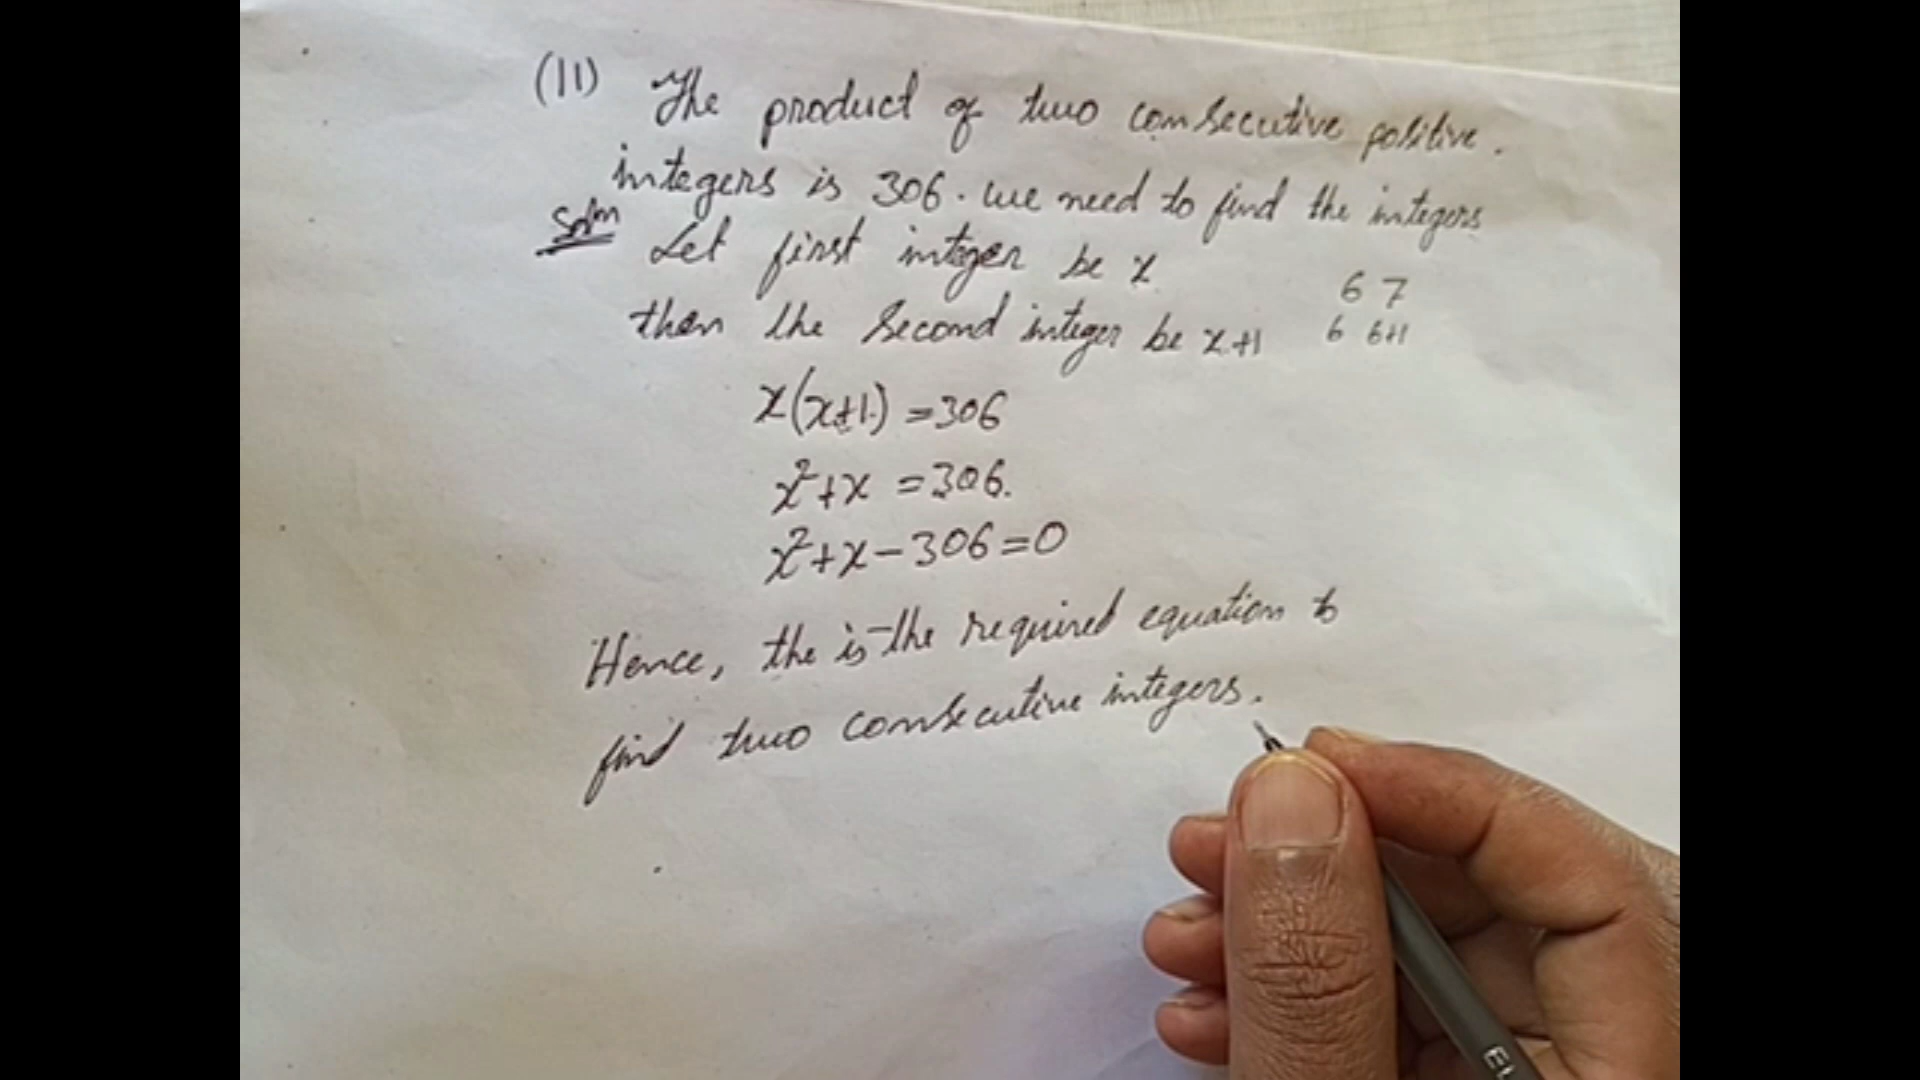 (11) The product of two consecutive positive.
integers is 306. we need to find the integers
Soln Let first integer be x
6 7
then the second integer be x+1
6 6+1
x(x+1) = 306
x²+x = 306.
x²+x-306=0
Hence, the is the required equation to
find two consecutive integers.
EL